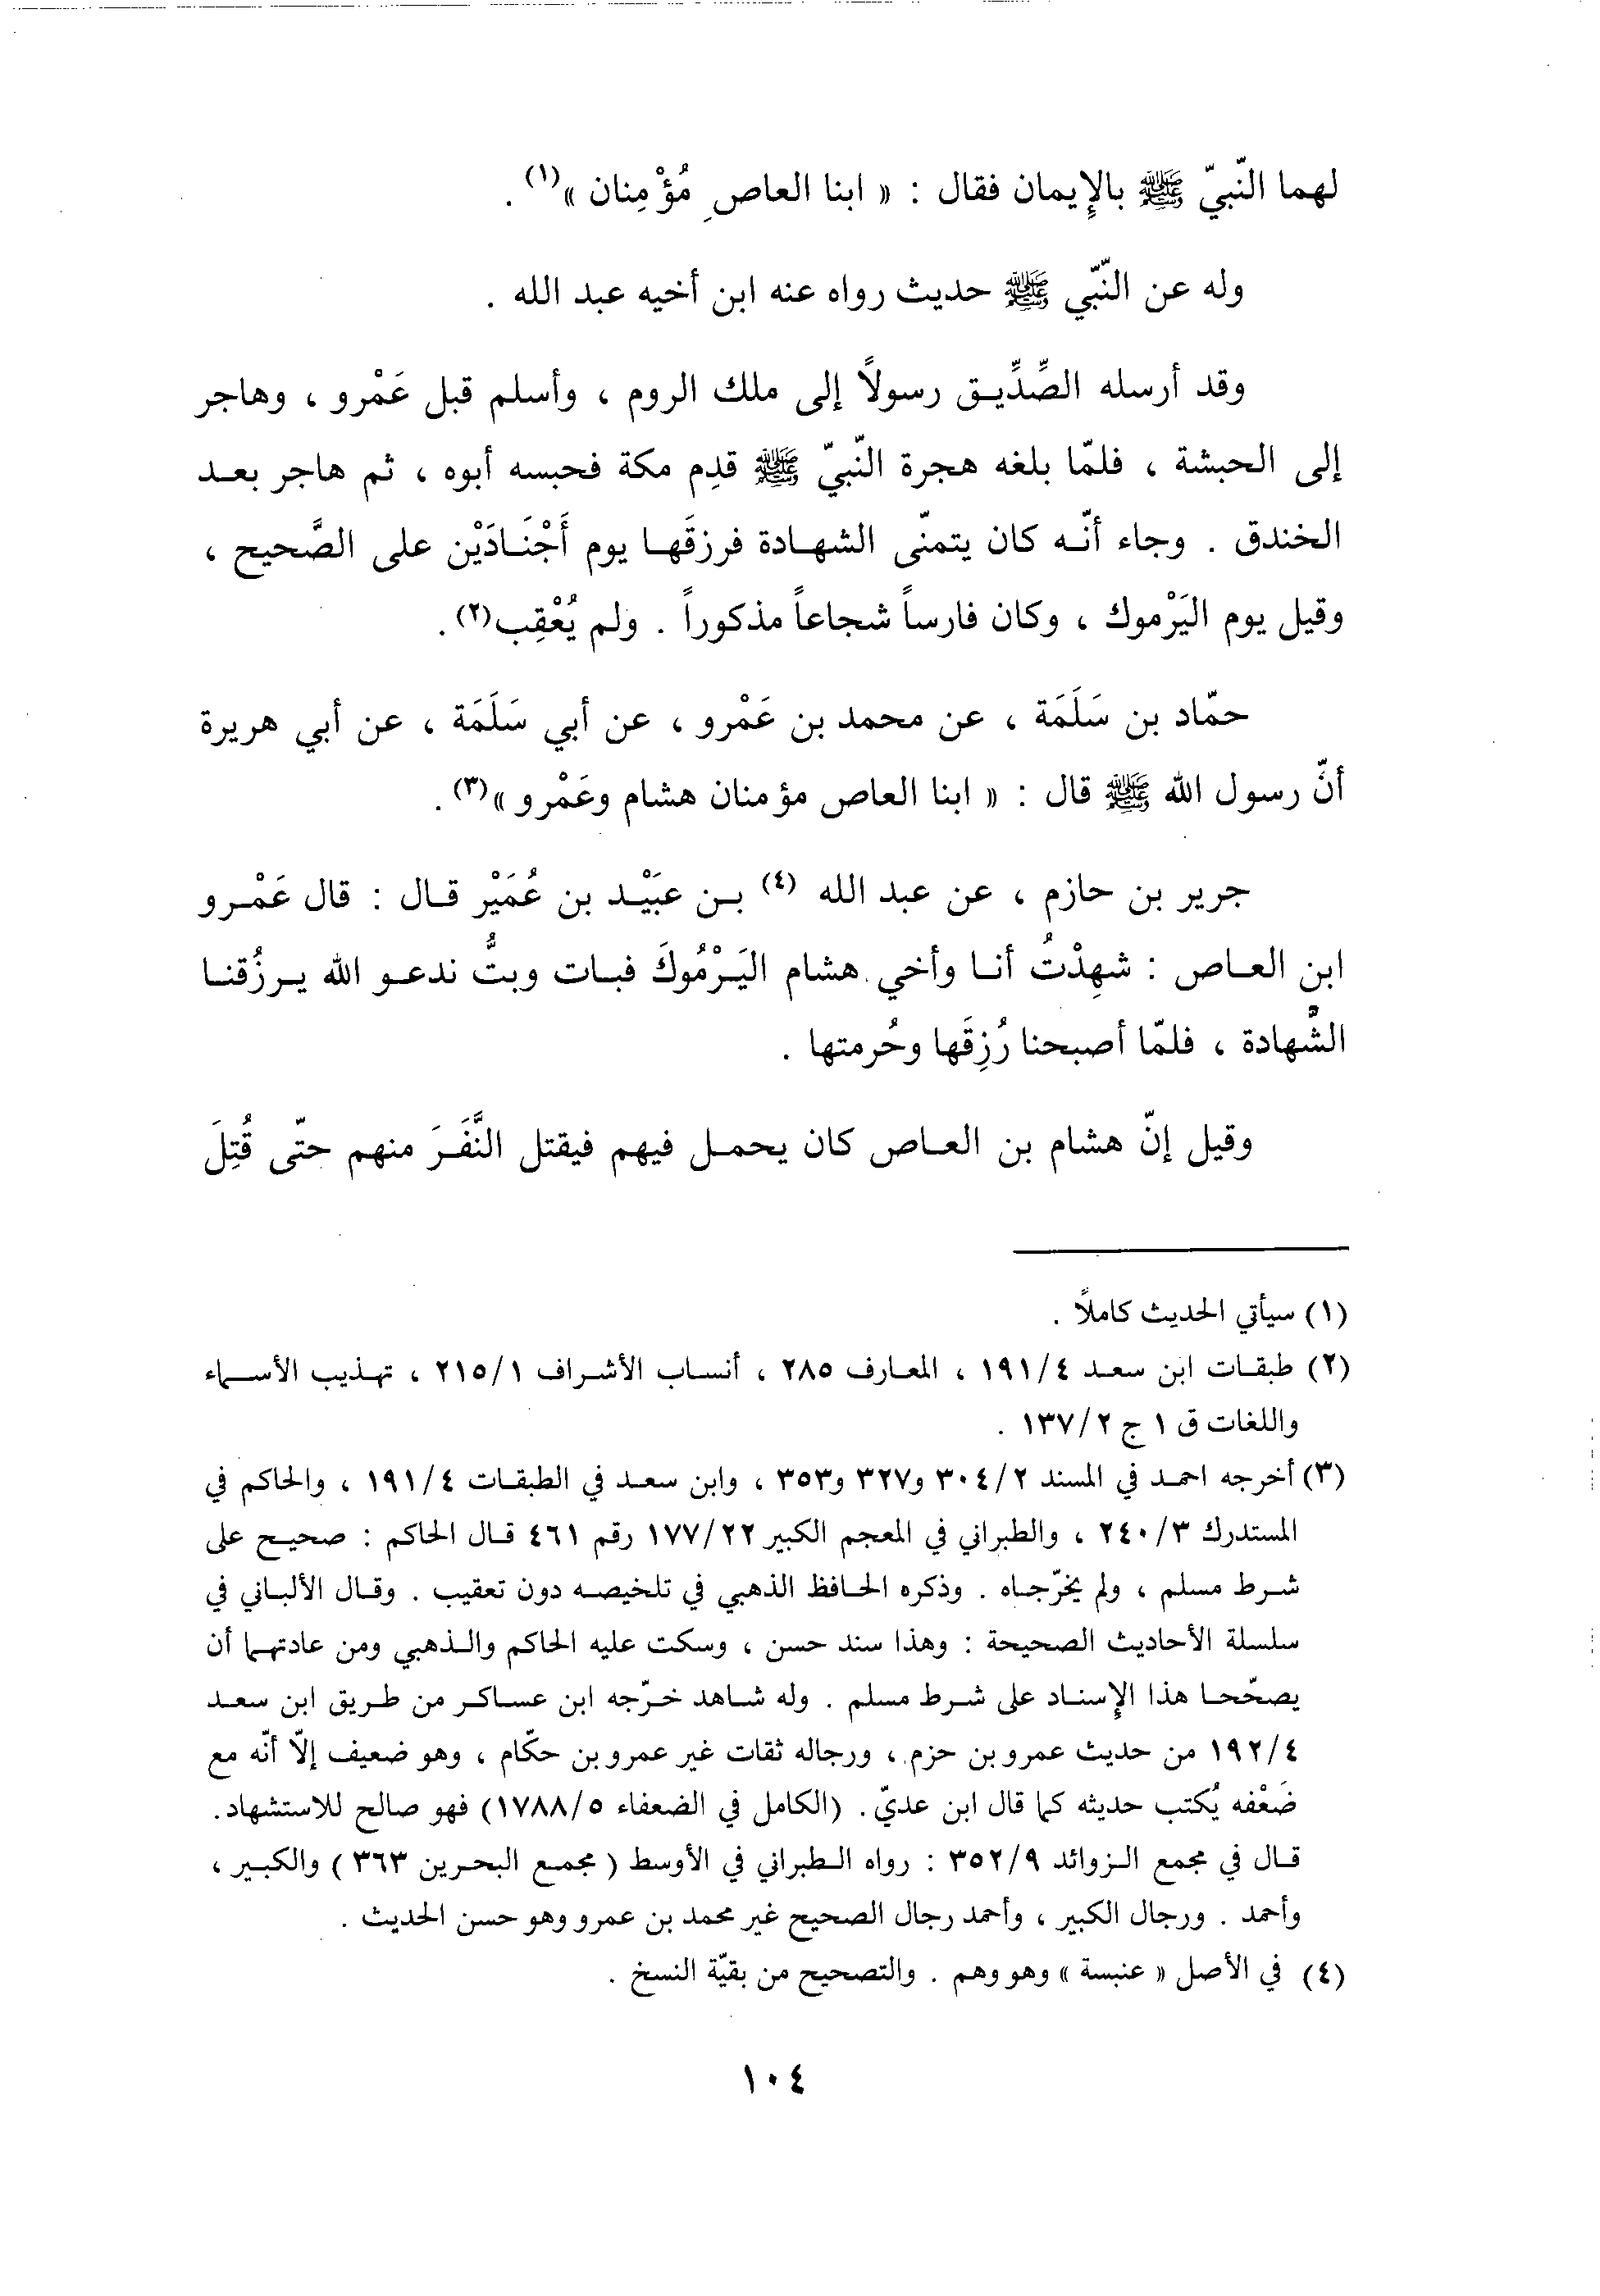 لهما النّبيّ ﷺ بالإيمان فقال : « ابنا العاصِ مُؤْمِنان »(١) .
وله عن النّبّي ﷺ حديث رواه عنه ابن أخيه عبد الله .
وقد أرسله الصِّدِّيق رسولاً إلى ملك الروم ، وأسلم قبل عَمْرو ، وهاجر
إلى الحبشة ، فلمّا بلغه هجرة النّبيّ ﷺ قدِم مكة فحبسه أبوه ، ثم هاجر بعد
الخندق . وجاء أنّه كان يتمنّى الشهادة فرزقَها يوم أَجْنَادَيْن على الصَّحيح ،
وقيل يوم اليَرْموك ، وكان فارساً شجاعاً مذكوراً . ولم يُعْقِب(٢) .
حمّاد بن سَلَمَة ، عن محمد بن عَمْرو ، عن أبي سَلَمَة ، عن أبي هريرة
أنّ رسول الله ﷺ قال : « ابنا العاص مؤمنان هشام وعَمْرو »(٣) .
جرير بن حازم ، عن عبد الله (٤) بن عبَيْد بن عُمَيْر قال : قال عَمْرو
ابن العاص : شهِدْتُ أنا وأخي هشام اليَرْمُوكَ فبات وبتُّ ندعو الله يرزُقنا
الشَّهادة ، فلمّا أصبحنا رُزِقَها وحُرمتها .
وقيل إنّ هشام بن العاص كان يحمل فيهم فيقتل النَّفَرَ منهم حتّى قُتِلَ
(١) سيأتي الحديث كاملاً .
(٢) طبقات ابن سعد ٤/١٩١ ، المعارف ٢٨٥ ، أنساب الأشراف ١/٢١٥ ، تهذيب الأسماء
واللغات ق ١ ج ٢/١٣٧ .
(٣) أخرجه احمد في المسند ٢/٣٠٤ و٣٢٧ و٣٥٣ ، وابن سعد في الطبقات ٤/١٩١ ، والحاكم في
المستدرك ٣/٢٤٠ ، والطبراني في المعجم الكبير ٢٢/١٧٧ رقم ٤٦١ قال الحاكم : صحيح على
شرط مسلم ، ولم يخرّجاه . وذكره الحافظ الذهبي في تلخيصه دون تعقيب . وقال الألباني في
سلسلة الأحاديث الصحيحة : وهذا سند حسن ، وسكت عليه الحاكم والذهبي ومن عادتهما أن
يصحّحا هذا الإسناد على شرط مسلم . وله شاهد خرّجه ابن عساكر من طريق ابن سعد
٤/١٩٢ من حديث عمرو بن حزم ، ورجاله ثقات غير عمرو بن حكّام ، وهو ضعيف إلّا أنّه مع
ضَعْفه يُكتب حديثه كما قال ابن عديّ . (الكامل في الضعفاء ٥/١٧٨٨) فهو صالح للاستشهاد .
قال في مجمع الزوائد ٩/٣٥٢ : رواه الطبراني في الأوسط ( مجمع البحرين ٣٦٣ ) والكبير ،
وأحمد . ورجال الكبير ، وأحمد رجال الصحيح غير محمد بن عمرو وهو حسن الحديث .
(٤) في الأصل « عنبسة » وهو وهم . والتصحيح من بقيّة النسخ .
١٠٤